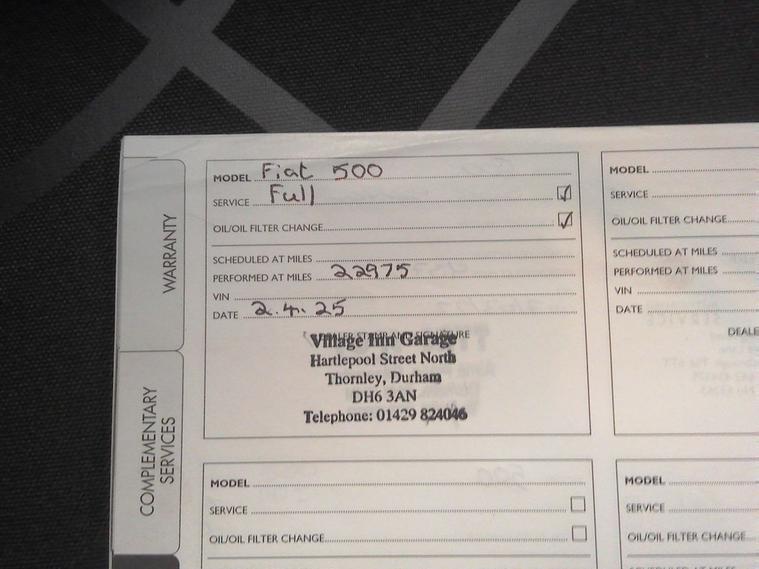 WARRANTY
COMPLEMENTARY
SERVICES
MODEL Fiat 500
SERVICE Full
OIL/OIL FILTER CHANGE
SCHEDULED AT MILES
PERFORMED AT MILES 22975
VIN
DATE 2.4.25
DEALER STAMP AND SIGNATURE
Village Inn Garage
Hartlepool Street North
Thornley, Durham
DH6 3AN
Telephone: 01429 824046
MODEL
SERVICE
OIL/OIL FILTER CHANGE
SCHEDULED AT MILES
PERFORMED AT MILES
VIN
DATE
DEALE
MODEL
SERVICE
OIL/OIL FILTER CHANGE
MODEL
SERVICE
OIL/OIL FILTER CHANGE